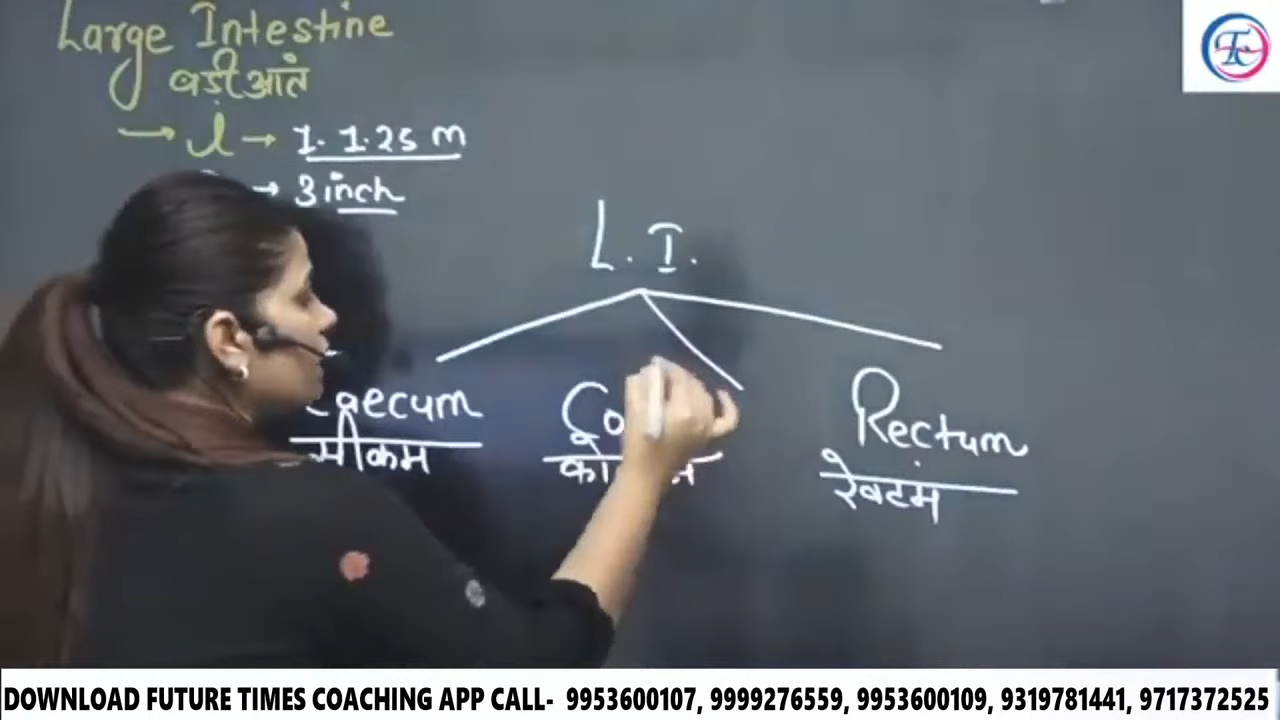 Large Intestine
बड़ी आंत
→ l → 1. 1.25 m
→ 3 inch
L. I.
aecum
सीकम
Rectum
रेक्टम
DOWNLOAD FUTURE TIMES COACHING APP CALL- 9953600107, 9999276559, 9953600109, 9319781441, 9717372525